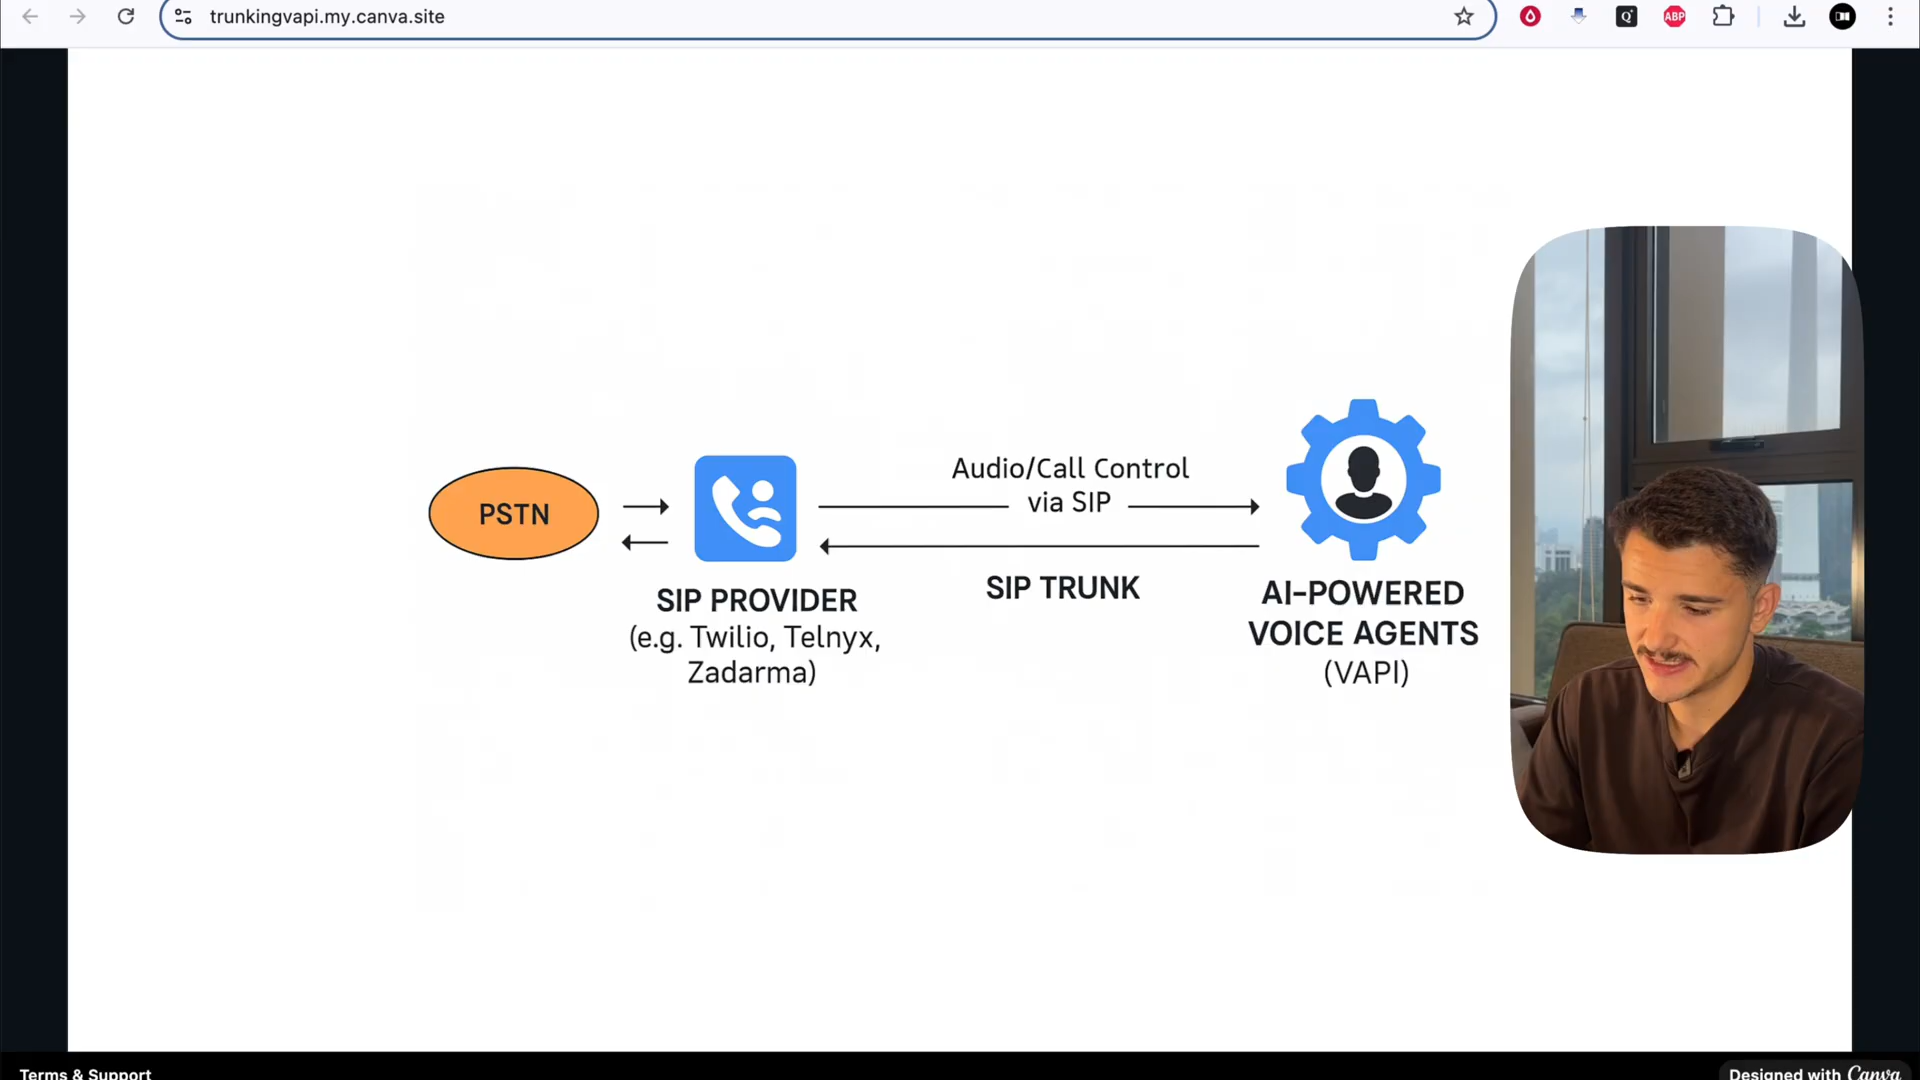 trunkingvapi.my.canva.site
ABP
PSTN
Audio/Call Control
via SIP
SIP TRUNK
SIP PROVIDER
(e.g. Twilio, Telnyx,
Zadarma)
AI-POWERED
VOICE AGENTS
(VAPI)
Terms & Support
Designed with Canva